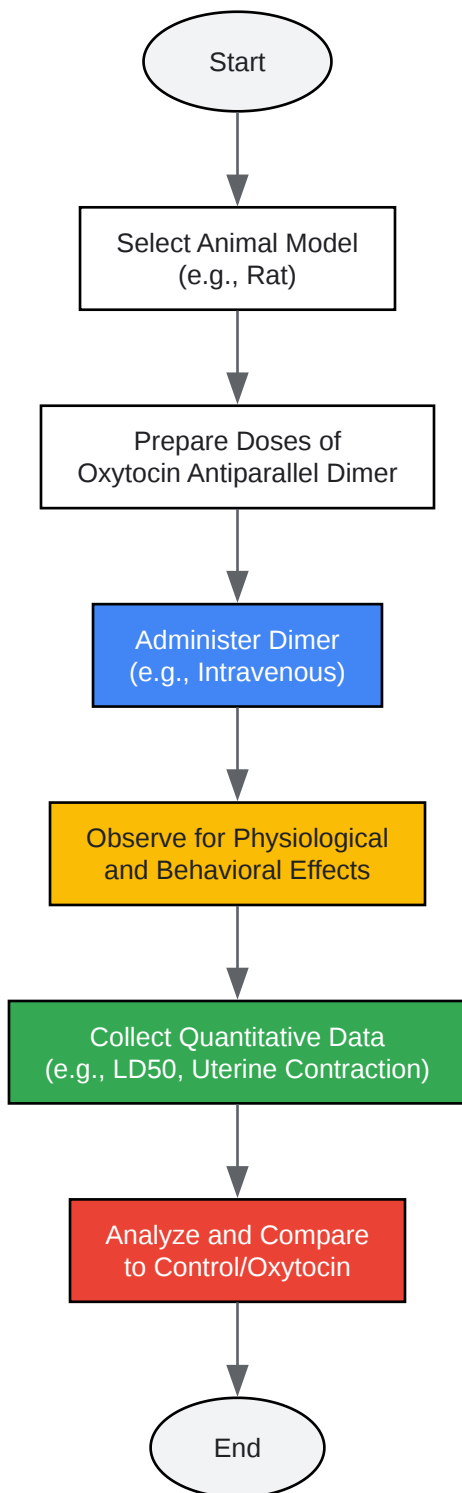 Start
Select Animal Model
(e.g., Rat)
Prepare Doses of
Oxytocin Antiparallel Dimer
Administer Dimer
(e.g., Intravenous)
Observe for Physiological
and Behavioral Effects
Collect Quantitative Data
(e.g., LD50, Uterine Contraction)
Analyze and Compare
to Control/Oxytocin
End